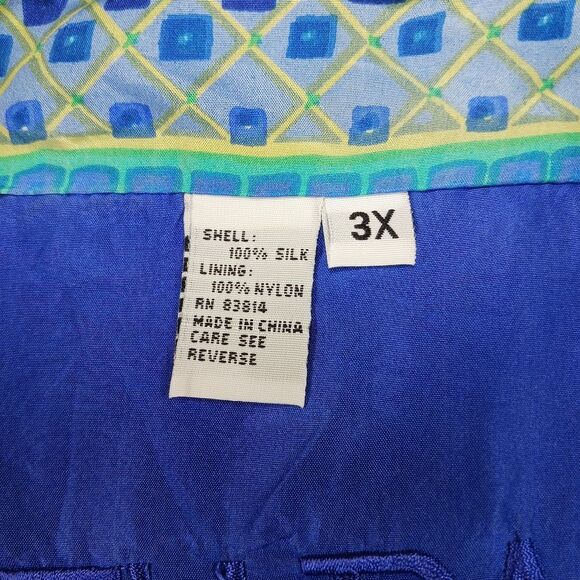 SHELL:
100% SILK
LINING:
100% NYLON
RN 83814
MADE IN CHINA
CARE SEE
REVERSE
3X